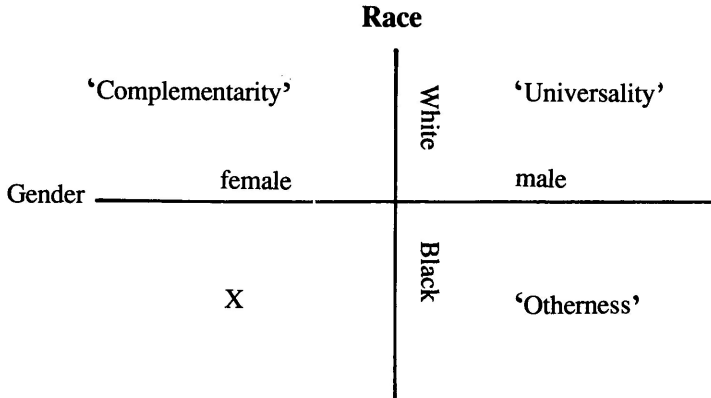 Race
‘Complementarity’
White
‘Universality’
female
male
Gender
Black
X
‘Otherness’